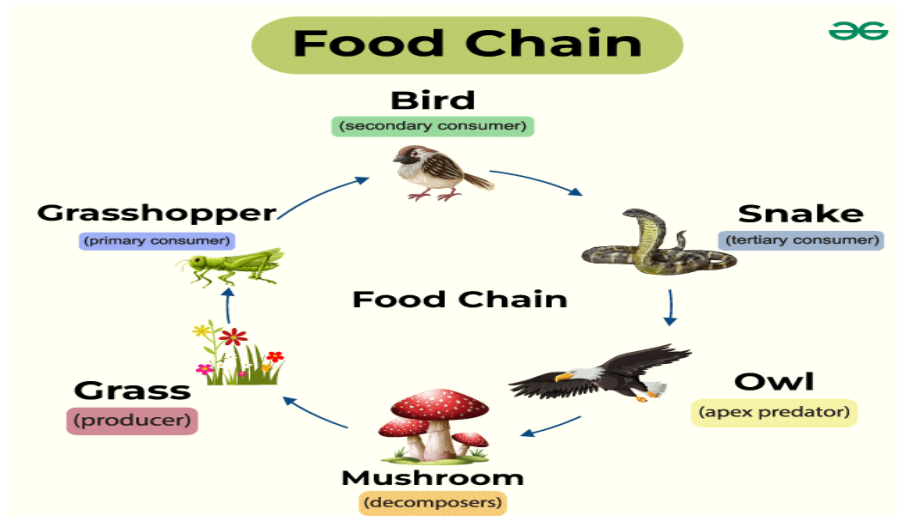 Food Chain
Bird
(secondary consumer)
Grasshopper
(primary consumer)
Snake
(tertiary consumer)
Food Chain
Grass
(producer)
Owl
(apex predator)
Mushroom
(decomposers)